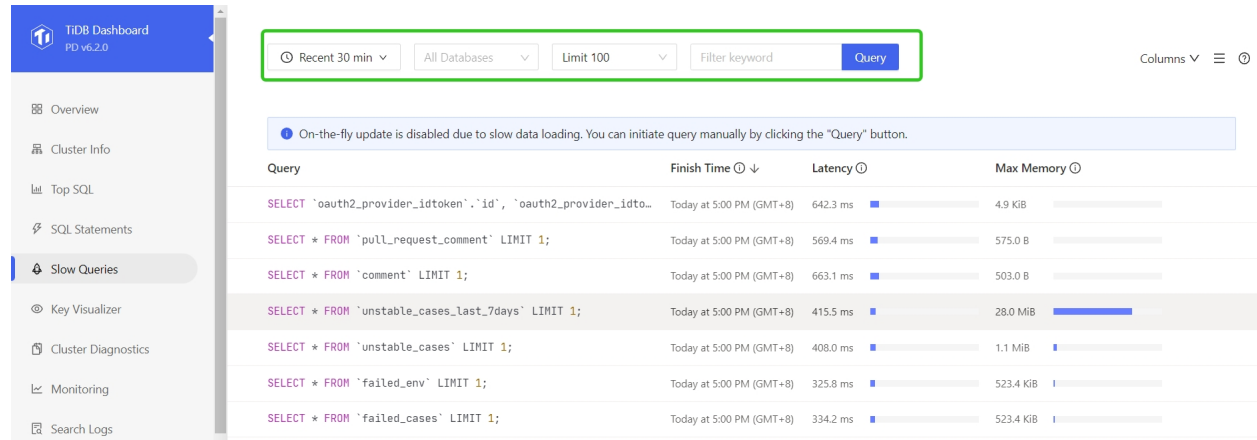 TiDB Dashboard
PD v6.2.0
Overview
Cluster Info
Top SQL
SQL Statements
Slow Queries
Key Visualizer
Cluster Diagnostics
Monitoring
Search Logs
Recent 30 min All Databases Limit 100 Filter keyword Query Columns
On-the-fly update is disabled due to slow data loading. You can initiate query manually by clicking the "Query" button.
Query Finish Time Latency Max Memory
SELECT `oauth2_provider_idtoken`.`id`, `oauth2_provider_idto… Today at 5:00 PM (GMT+8) 642.3 ms 4.9 KiB
SELECT * FROM `pull_request_comment` LIMIT 1; Today at 5:00 PM (GMT+8) 569.4 ms 575.0 B
SELECT * FROM `comment` LIMIT 1; Today at 5:00 PM (GMT+8) 663.1 ms 503.0 B
SELECT * FROM `unstable_cases_last_7days` LIMIT 1; Today at 5:00 PM (GMT+8) 415.5 ms 28.0 MiB
SELECT * FROM `unstable_cases` LIMIT 1; Today at 5:00 PM (GMT+8) 408.0 ms 1.1 MiB
SELECT * FROM `failed_env` LIMIT 1; Today at 5:00 PM (GMT+8) 325.8 ms 523.4 KiB
SELECT * FROM `failed_cases` LIMIT 1; Today at 5:00 PM (GMT+8) 334.2 ms 523.4 KiB